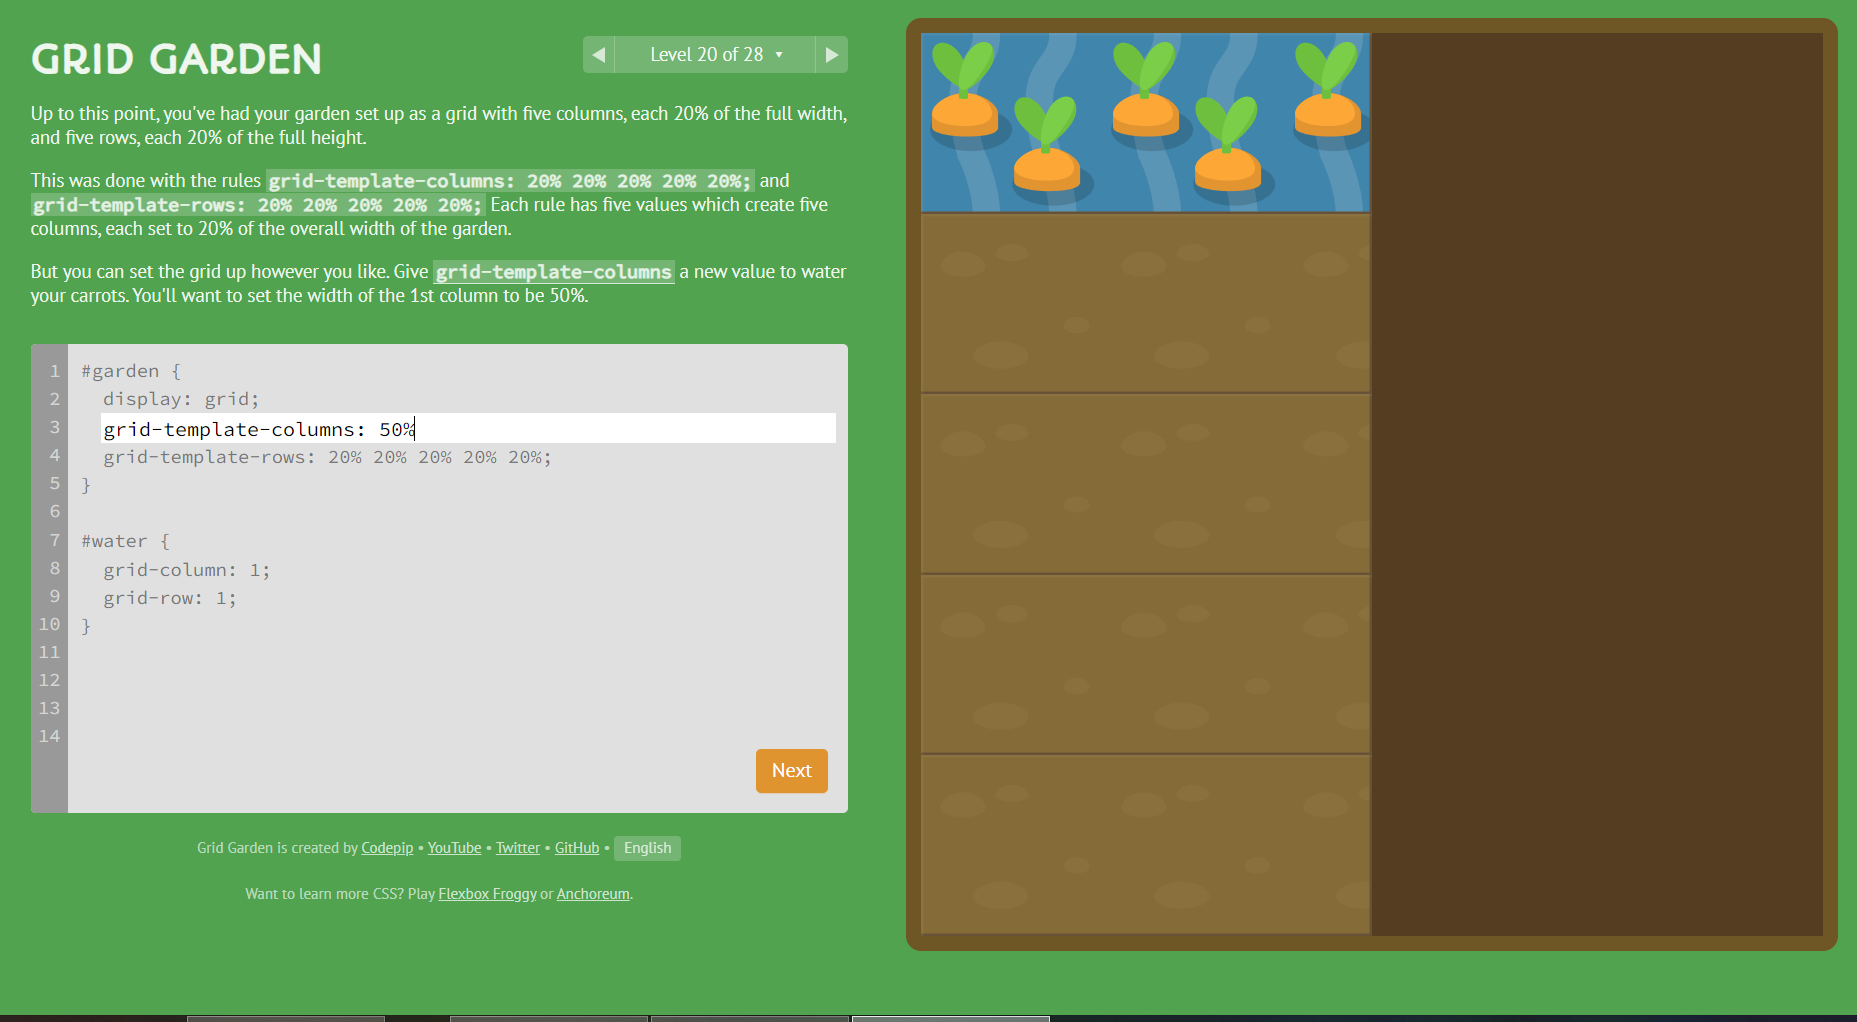 GRID GARDEN
◀ Level 20 of 28 ▾ ▶
Up to this point, you've had your garden set up as a grid with five columns, each 20% of the full width,
and five rows, each 20% of the full height.
This was done with the rules grid-template-columns: 20% 20% 20% 20% 20%; and
grid-template-rows: 20% 20% 20% 20% 20%; Each rule has five values which create five
columns, each set to 20% of the overall width of the garden.
But you can set the grid up however you like. Give grid-template-columns a new value to water
your carrots. You'll want to set the width of the 1st column to be 50%.
1 #garden {
2 display: grid;
3 grid-template-columns: 50%
4 grid-template-rows: 20% 20% 20% 20% 20%;
5 }
6
7 #water {
8 grid-column: 1;
9 grid-row: 1;
10 }
11
12
13
14
Next
Grid Garden is created by Codepip • YouTube • Twitter • GitHub • English
Want to learn more CSS? Play Flexbox Froggy or Anchoreum.